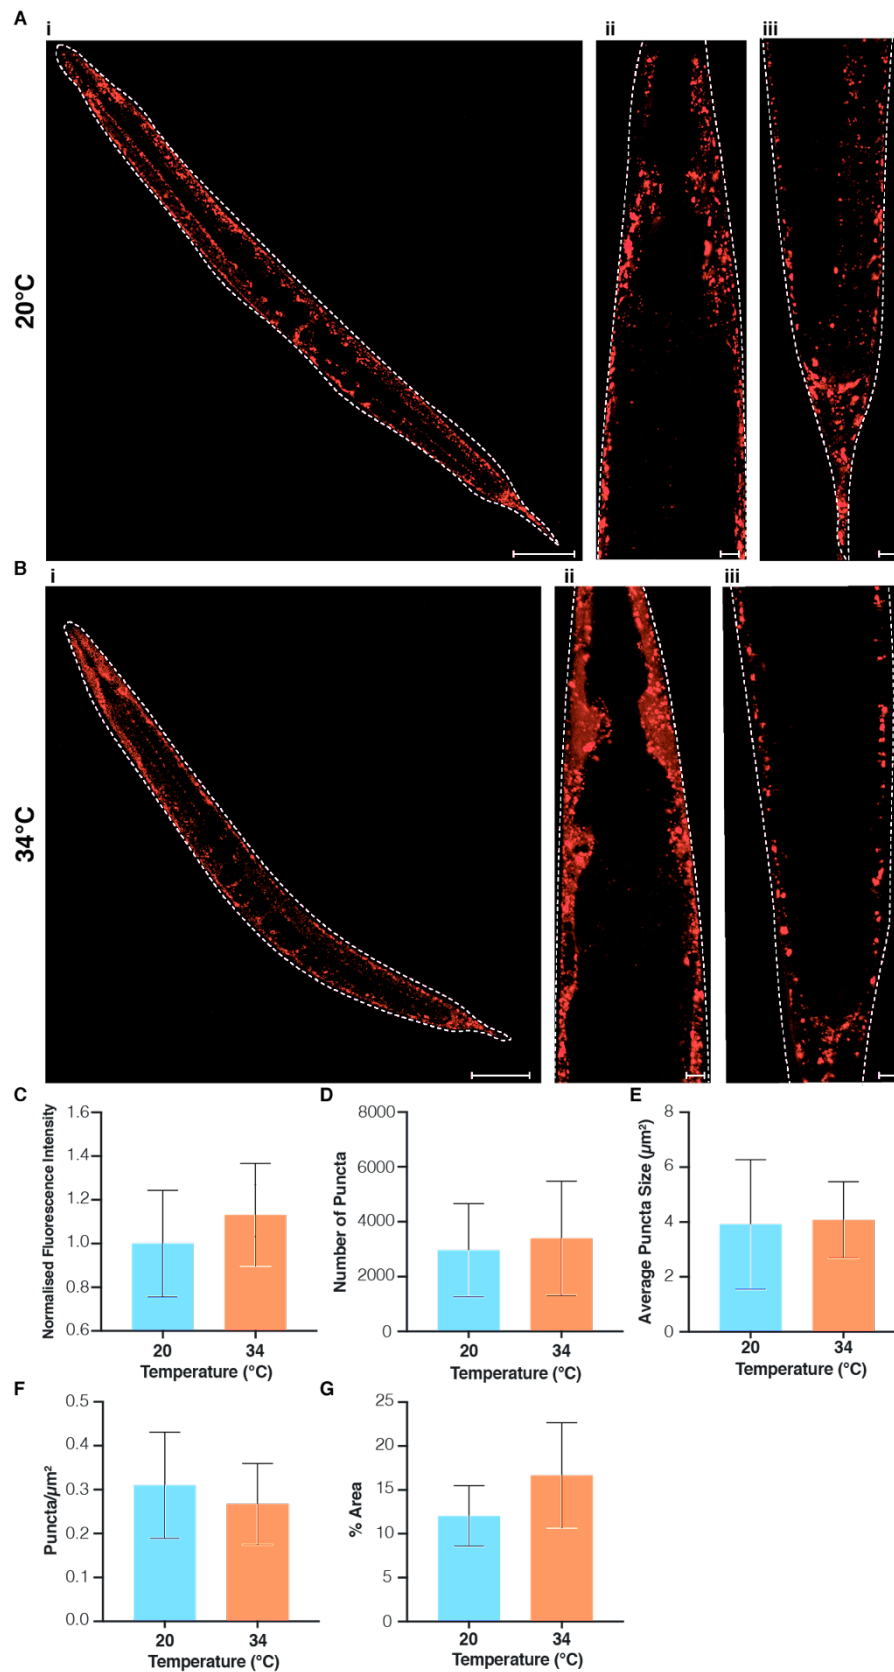 A
i
ii
iii
20°C
B
i
ii
iii
34°C
C
D
E
Normalised Fluorescence Intensity
1.6
1.4
1.2
1.0
0.8
0.6
20
34
Temperature (°C)
Number of Puncta
8000
6000
4000
2000
0
20
34
Temperature (°C)
Average Puncta Size (µm²)
8
6
4
2
0
20
34
Temperature (°C)
F
G
Puncta/µm²
0.5
0.4
0.3
0.2
0.1
0.0
20
34
Temperature (°C)
% Area
25
20
15
10
5
0
20
34
Temperature (°C)